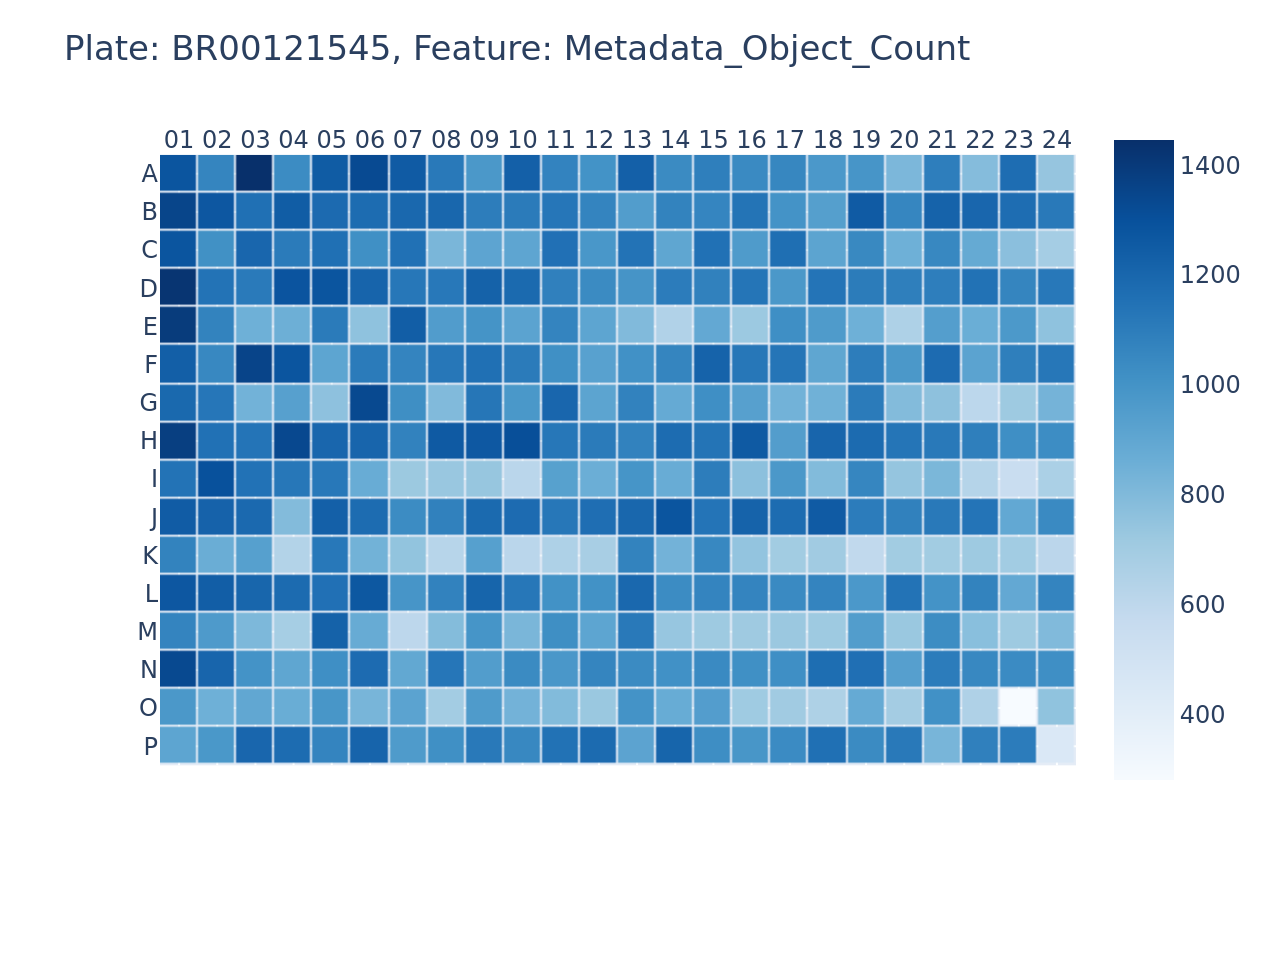 Plate: BR00121545, Feature: Metadata_Object_Count
01 02 03 04 05 06 07 08 09 10 11 12 13 14 15 16 17 18 19 20 21 22 23 24
A
B
C
D
E
F
G
H
I
J
K
L
M
N
O
P
1400
1200
1000
800
600
400